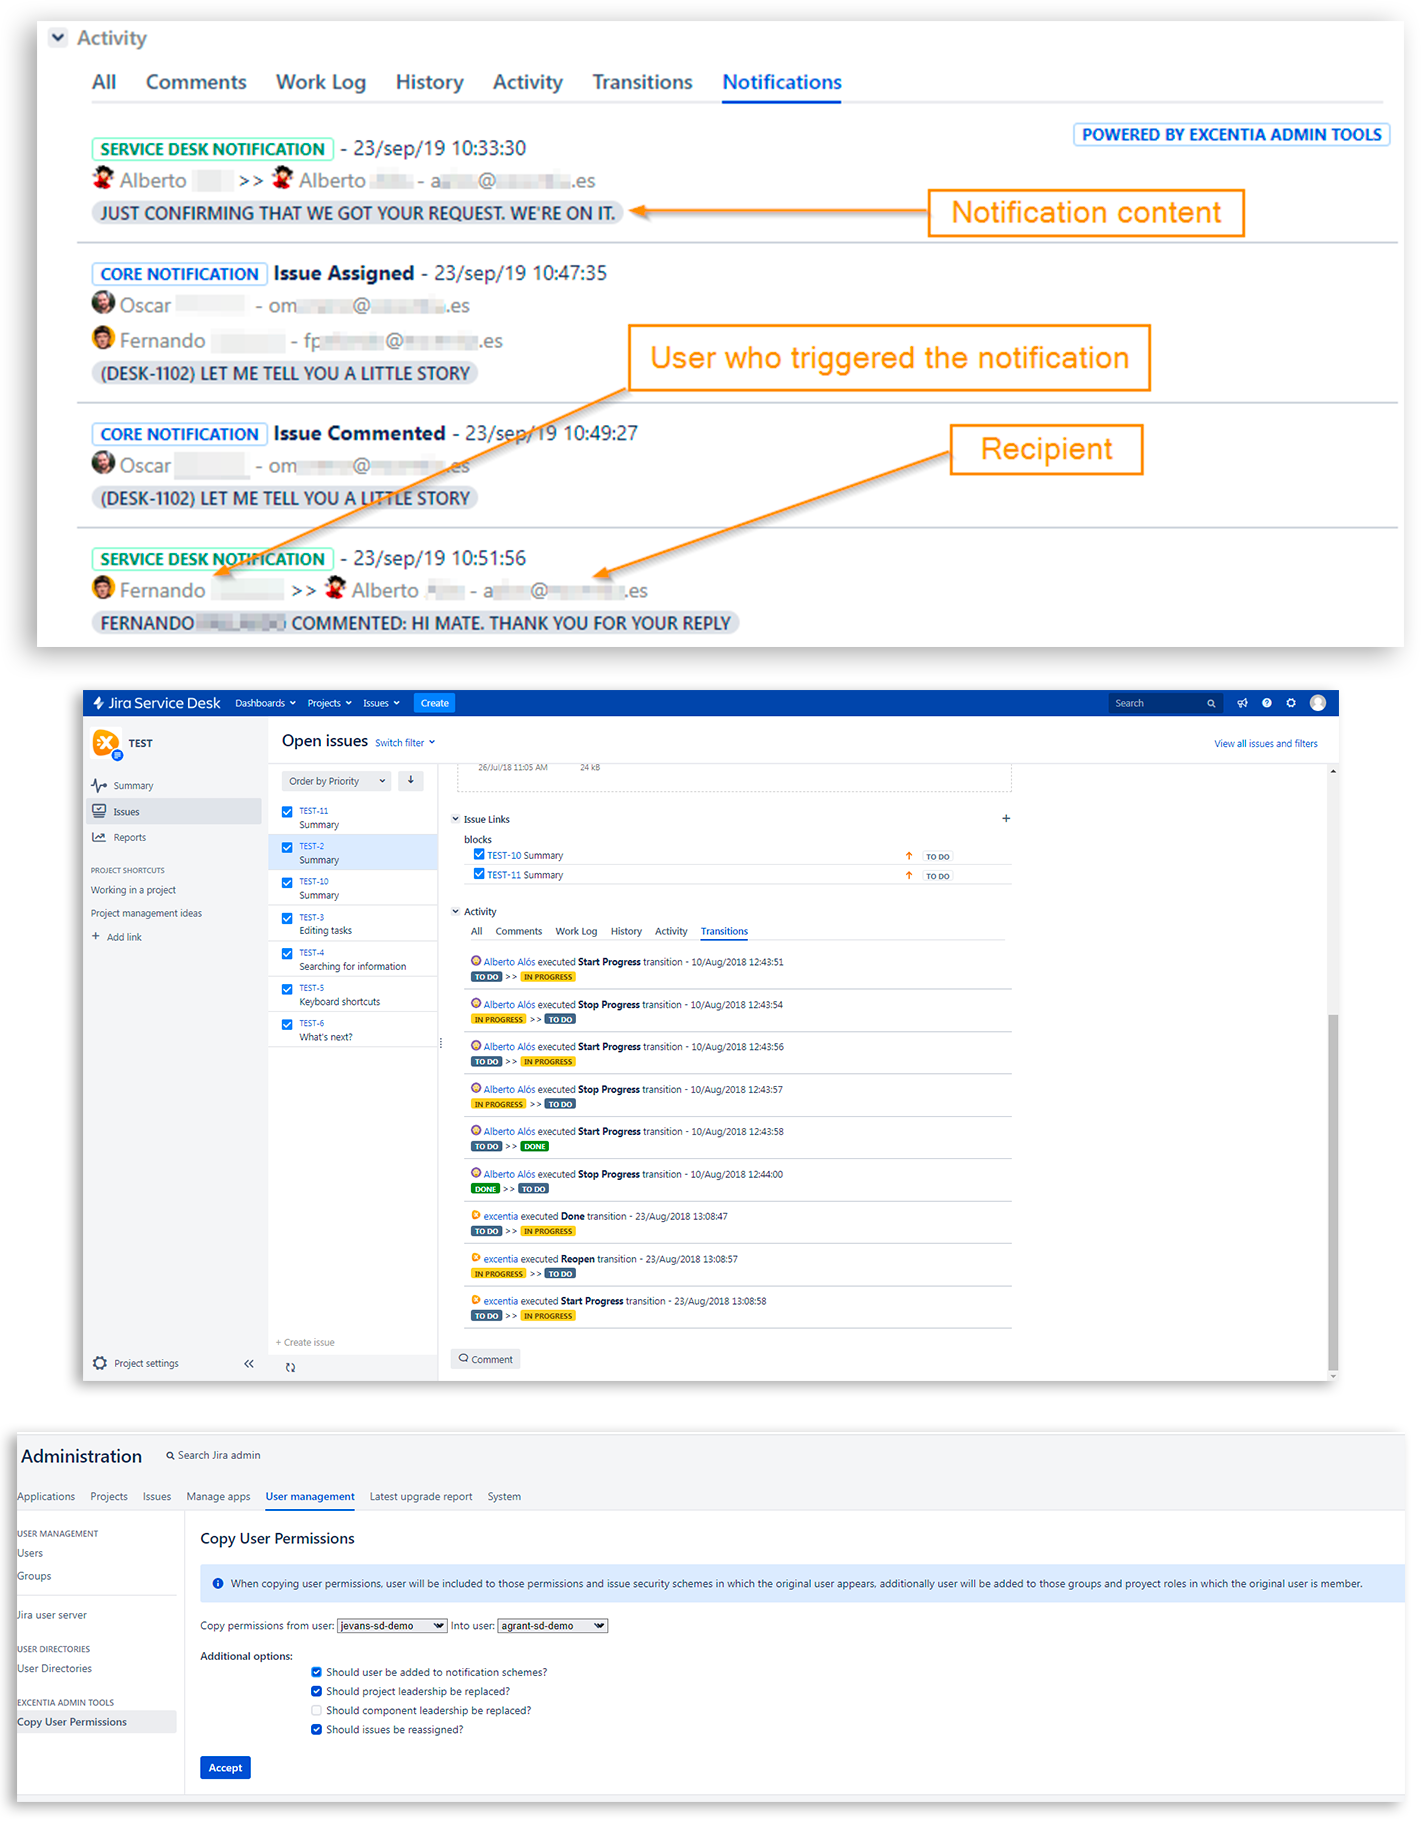 Activity
All Comments Work Log History Activity Transitions Notifications
POWERED BY EXCENTIA ADMIN TOOLS
SERVICE DESK NOTIFICATION - 23/sep/19 10:33:30
Alberto >> Alberto - a @ .es
JUST CONFIRMING THAT WE GOT YOUR REQUEST. WE'RE ON IT.
Notification content
CORE NOTIFICATION Issue Assigned - 23/sep/19 10:47:35
Oscar - om @ .es
Fernando - fp @ .es
User who triggered the notification
(DESK-1102) LET ME TELL YOU A LITTLE STORY
CORE NOTIFICATION Issue Commented - 23/sep/19 10:49:27
Recipient
Oscar - om @ .es
(DESK-1102) LET ME TELL YOU A LITTLE STORY
SERVICE DESK NOTIFICATION - 23/sep/19 10:51:56
Fernando >> Alberto - a @ .es
FERNANDO COMMENTED: HI MATE. THANK YOU FOR YOUR REPLY
Jira Service Desk Dashboards Projects Issues Create Search
TEST
Summary
Issues
Reports
PROJECT SHORTCUTS
Working in a project
Project management ideas
+ Add link
Project settings
Open issues Switch filter
View all issues and filters
Order by Priority
TEST-11
Summary
TEST-2
Summary
TEST-10
Summary
TEST-3
Editing tasks
TEST-4
Searching for information
TEST-5
Keyboard shortcuts
TEST-6
What's next?
+ Create issue
26/Jul/18 11:05 AM 24 kB
Issue Links
blocks
TEST-10 Summary TO DO
TEST-11 Summary TO DO
Activity
All Comments Work Log History Activity Transitions
Alberto Alós executed Start Progress transition - 10/Aug/2018 12:43:51
TO DO >> IN PROGRESS
Alberto Alós executed Stop Progress transition - 10/Aug/2018 12:43:54
IN PROGRESS >> TO DO
Alberto Alós executed Start Progress transition - 10/Aug/2018 12:43:56
TO DO >> IN PROGRESS
Alberto Alós executed Stop Progress transition - 10/Aug/2018 12:43:57
IN PROGRESS >> TO DO
Alberto Alós executed Start Progress transition - 10/Aug/2018 12:43:58
TO DO >> DONE
Alberto Alós executed Stop Progress transition - 10/Aug/2018 12:44:00
DONE >> TO DO
excentia executed Done transition - 23/Aug/2018 13:08:47
TO DO >> IN PROGRESS
excentia executed Reopen transition - 23/Aug/2018 13:08:57
IN PROGRESS >> TO DO
excentia executed Start Progress transition - 23/Aug/2018 13:08:58
TO DO >> IN PROGRESS
Comment
Administration Search Jira admin
Applications Projects Issues Manage apps User management Latest upgrade report System
USER MANAGEMENT
Users
Groups
Jira user server
USER DIRECTORIES
User Directories
EXCENTIA ADMIN TOOLS
Copy User Permissions
Copy User Permissions
When copying user permissions, user will be included to those permissions and issue security schemes in which the original user appears, additionally user will be added to those groups and proyect roles in which the original user is member.
Copy permissions from user: jevans-sd-demo Into user: agrant-sd-demo
Additional options:
Should user be added to notification schemes?
Should project leadership be replaced?
Should component leadership be replaced?
Should issues be reassigned?
Accept